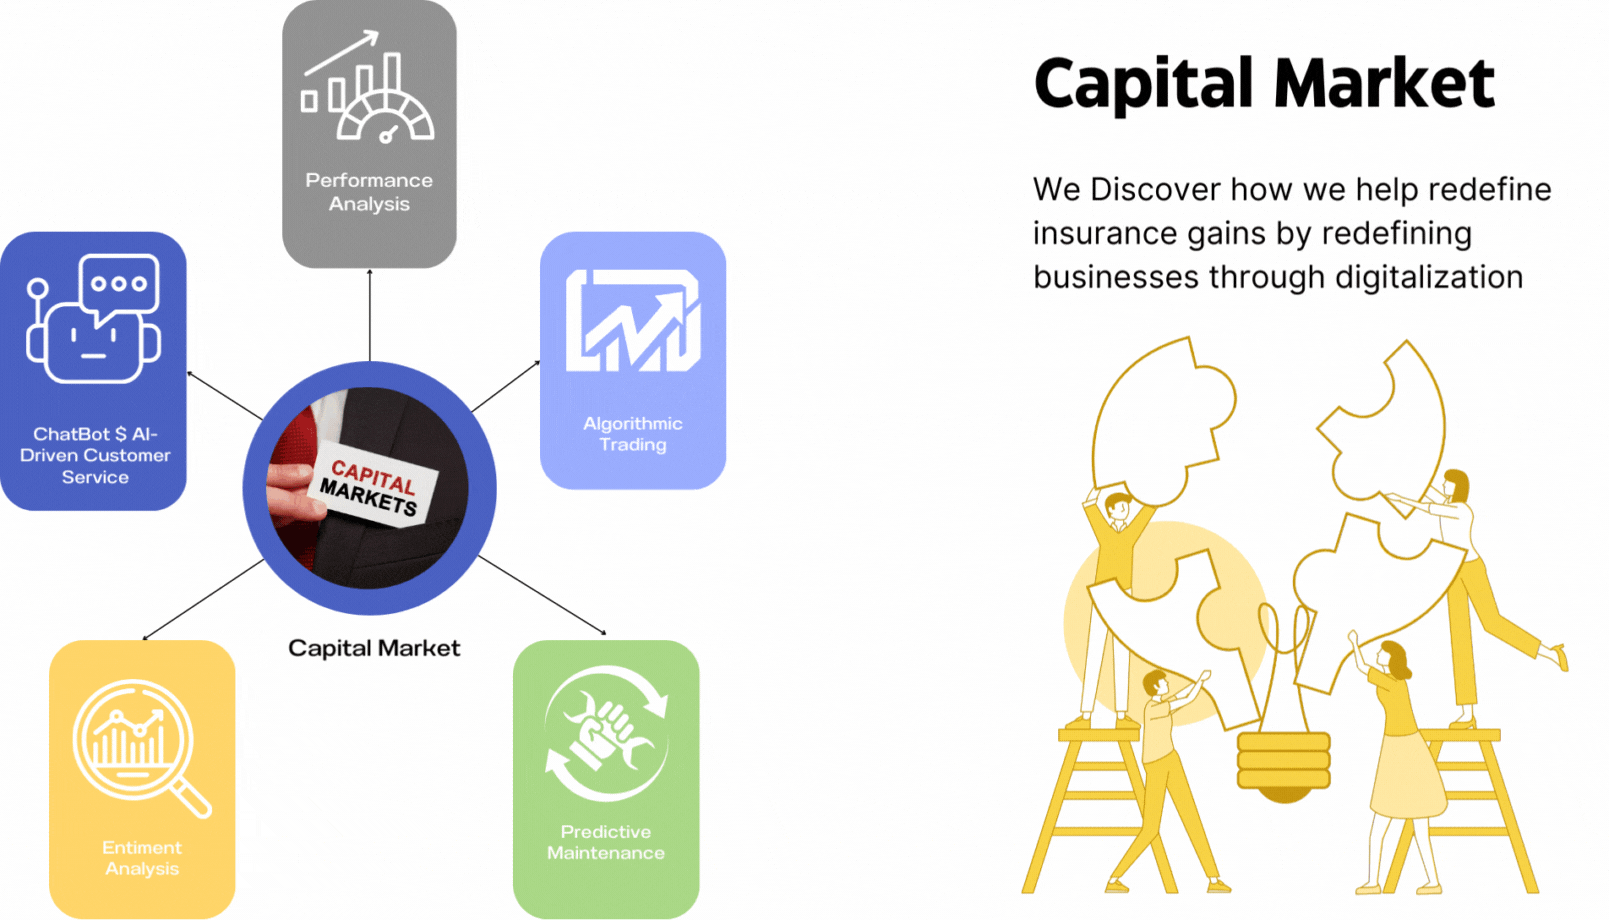 Performance
Analysis
ChatBot $ AI-
Driven Customer
Service
Algorithmic
Trading
CAPITAL
MARKETS
Capital Market
Entiment
Analysis
Predictive
Maintenance
Capital Market
We Discover how we help redefine
insurance gains by redefining
businesses through digitalization